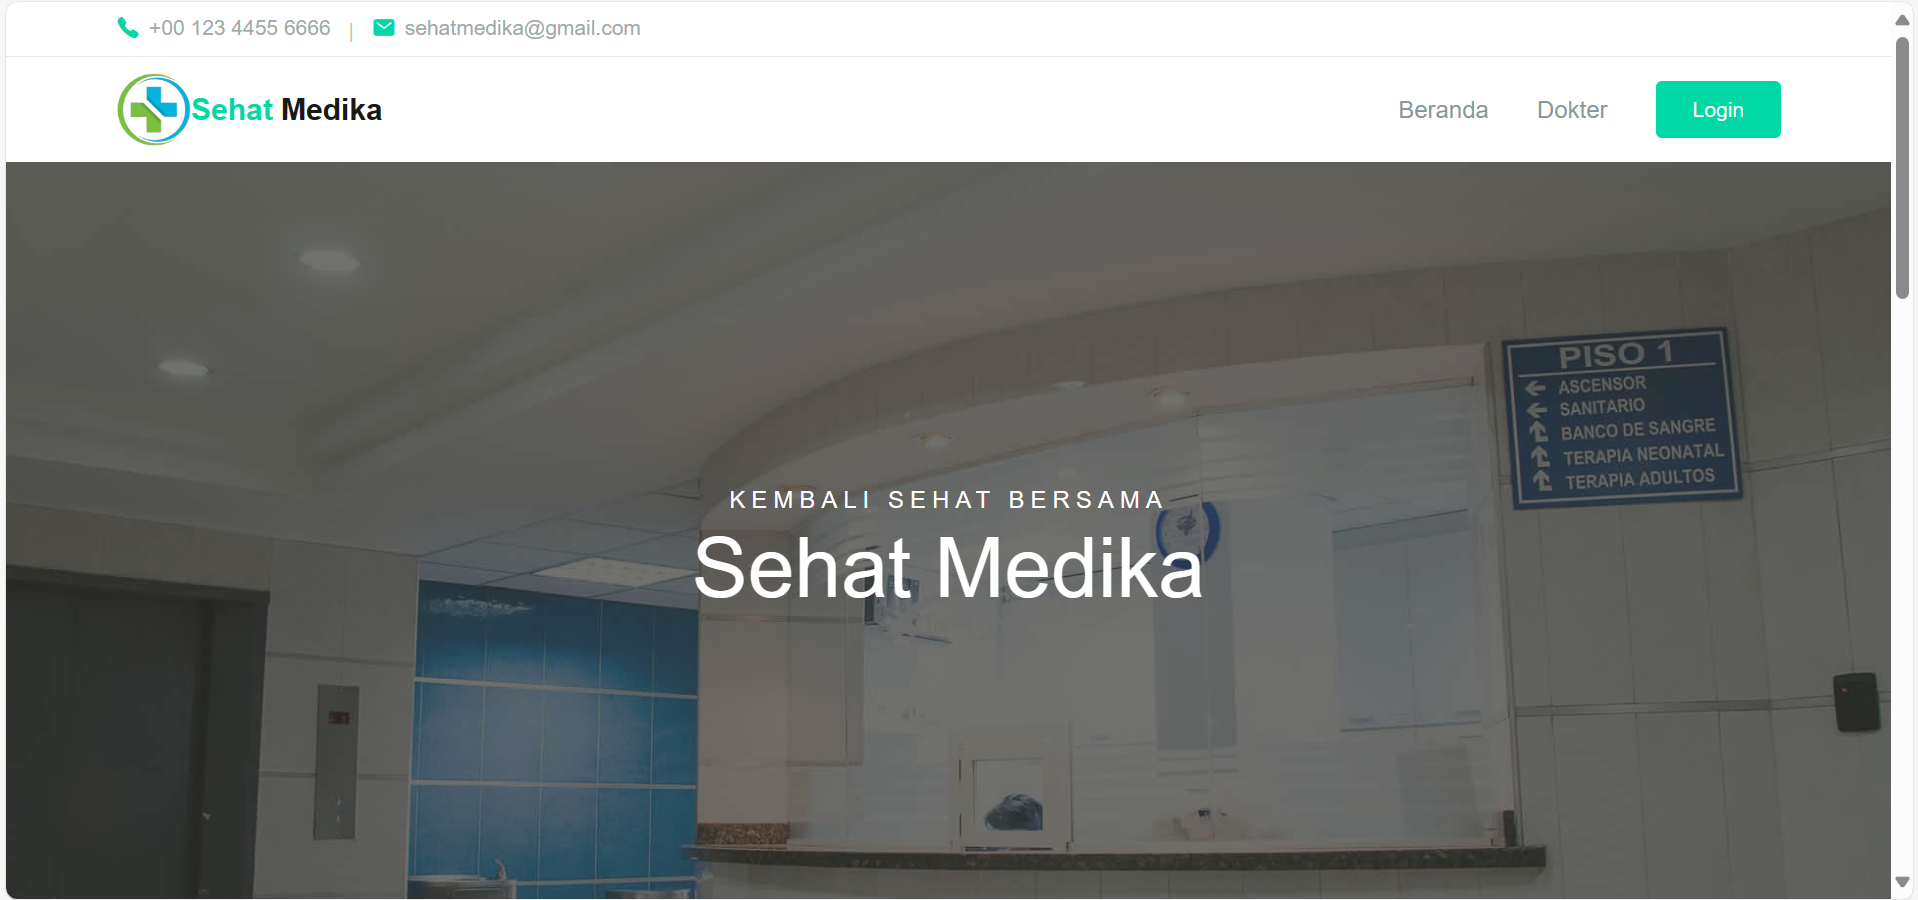 +00 123 4455 6666 | sehatmedika@gmail.com
Sehat Medika
Beranda
Dokter
Login
PISO 1
ASCENSOR
SANITARIO
BANCO DE SANGRE
TERAPIA NEONATAL
TERAPIA ADULTOS
KEMBALI SEHAT BERSAMA
Sehat Medika